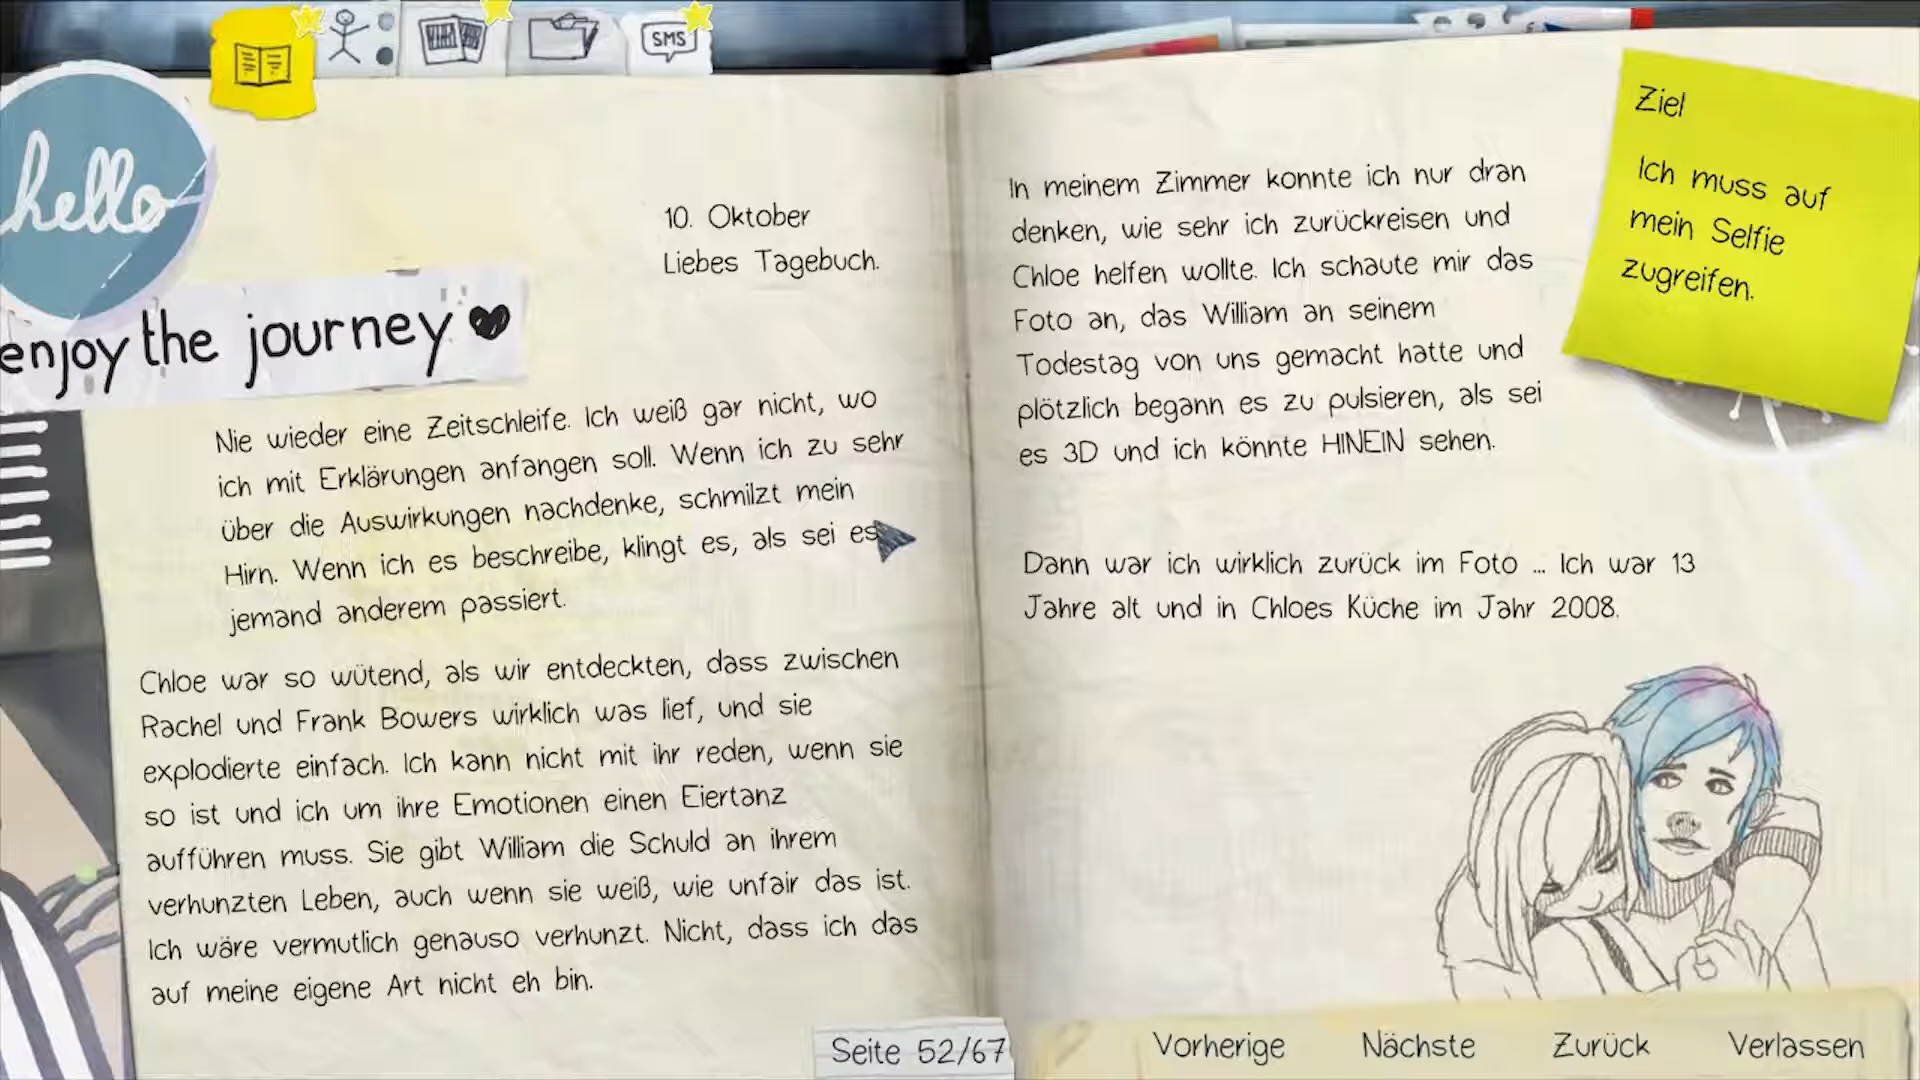 SMS
hello
enjoy the journey
10. Oktober
Liebes Tagebuch.
Nie wieder eine Zeitschleife. Ich weiß gar nicht, wo
ich mit Erklärungen anfangen soll. Wenn ich zu sehr
über die Auswirkungen nachdenke, schmilzt mein
Hirn. Wenn ich es beschreibe, klingt es, als sei es
jemand anderem passiert.
Chloe war so wütend, als wir entdeckten, dass zwischen
Rachel und Frank Bowers wirklich was lief, und sie
explodierte einfach. Ich kann nicht mit ihr reden, wenn sie
so ist und ich um ihre Emotionen einen Eiertanz
aufführen muss. Sie gibt William die Schuld an ihrem
verhunzten Leben, auch wenn sie weiß, wie unfair das ist.
Ich wäre vermutlich genauso verhunzt. Nicht, dass ich das
auf meine eigene Art nicht eh bin.
In meinem Zimmer konnte ich nur dran
denken, wie sehr ich zurückreisen und
Chloe helfen wollte. Ich schaute mir das
Foto an, das William an seinem
Todestag von uns gemacht hatte und
plötzlich begann es zu pulsieren, als sei
es 3D und ich könnte HINEIN sehen.
Dann war ich wirklich zurück im Foto ... Ich war 13
Jahre alt und in Chloes Küche im Jahr 2008.
Ziel
Ich muss auf
mein Selfie
zugreifen.
Seite 52/67
Vorherige Nächste Zurück Verlassen